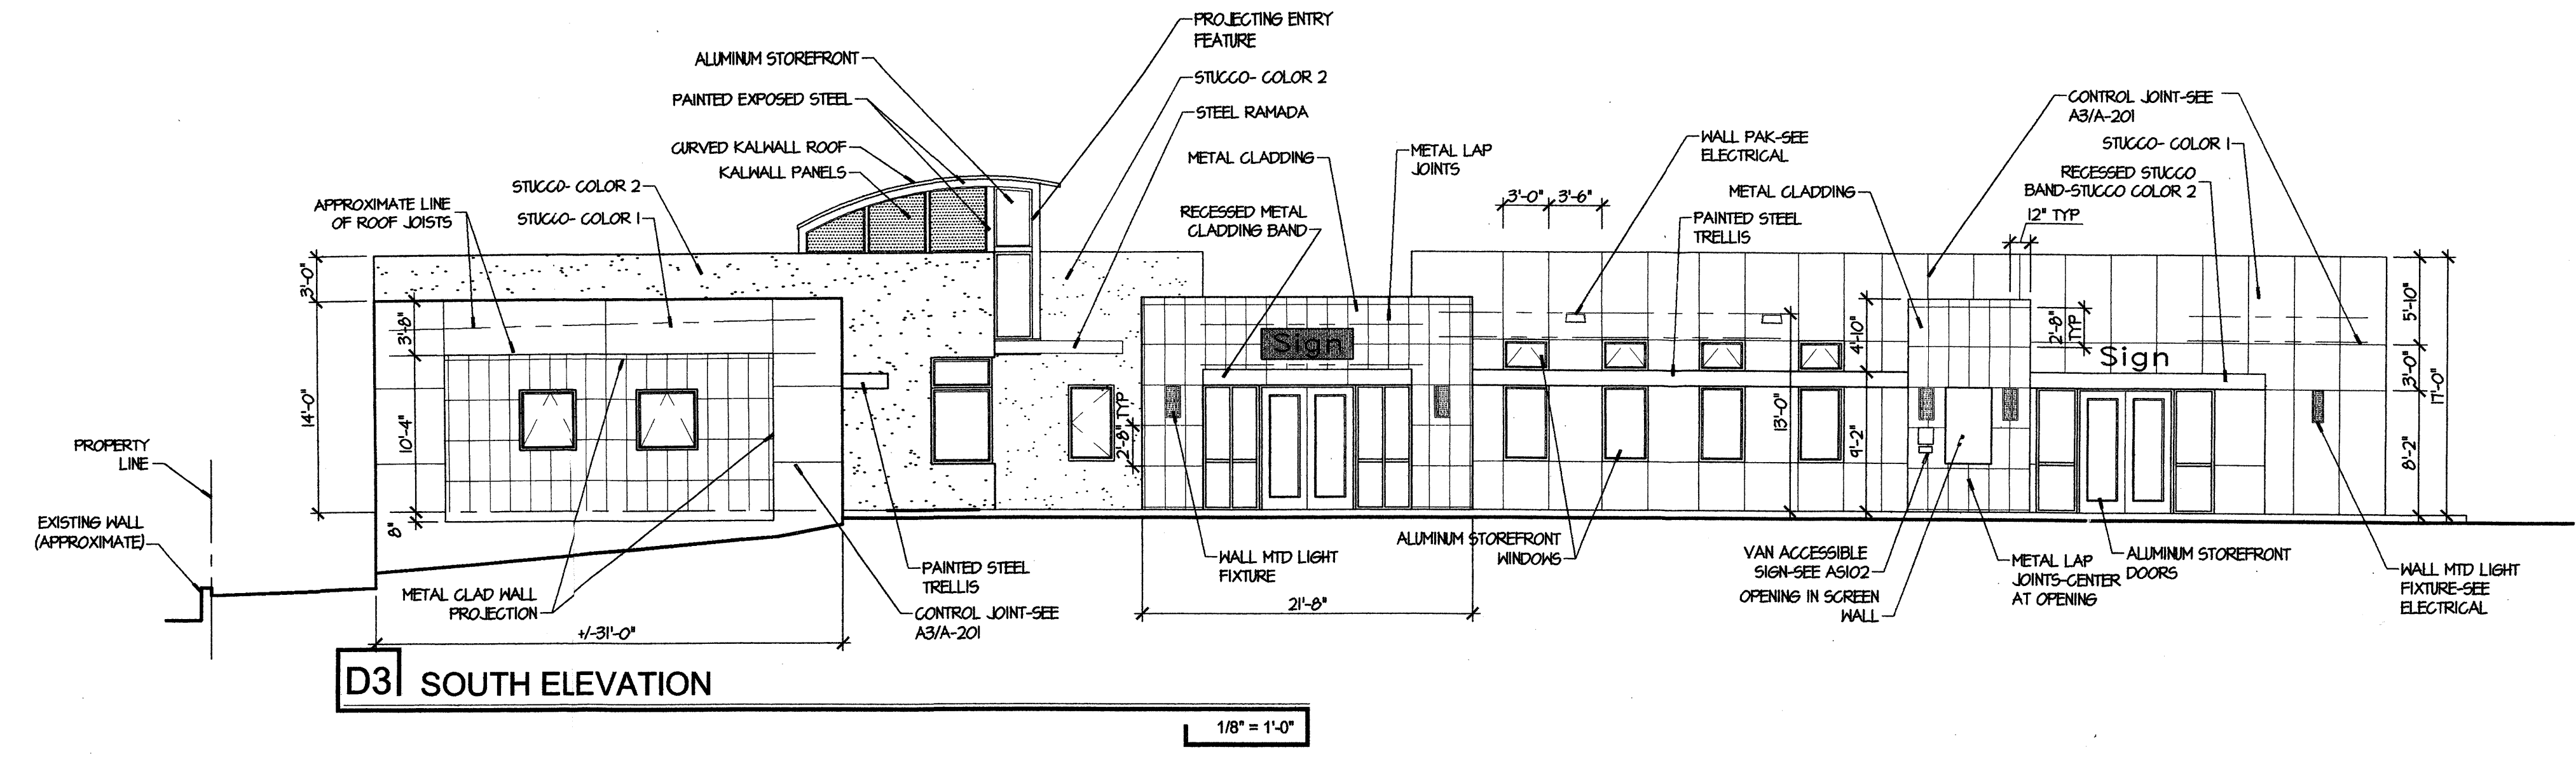 PROJECTING ENTRY
FEATURE
ALUMINUM STOREFRONT
STUCCO- COLOR 2
PAINTED EXPOSED STEEL
STEEL RAMADA
CONTROL JOINT-SEE
A3/A-201
CURVED KALWALL ROOF
METAL CLADDING
METAL LAP
JOINTS
WALL PAK-SEE
ELECTRICAL
STUCCO- COLOR 1
KALWALL PANELS
RECESSED STUCCO
BAND-STUCCO COLOR 2
STUCCO- COLOR 2
METAL CLADDING
APPROXIMATE LINE
OF ROOF JOISTS
STUCCO- COLOR 1
RECESSED METAL
CLADDING BAND
3'-0"
3'-6"
PAINTED STEEL
TRELLIS
12" TYP
3'-0"
14'-0"
3'-8"
10'-4"
8"
2'-8" TYP
Sign
13'-0"
4'-10"
9'-2"
2'-8"
TYP
Sign
5'-10"
3'-0"
8'-2"
17'-0"
PROPERTY
LINE
EXISTING WALL
(APPROXIMATE)
METAL CLAD WALL
PROJECTION
PAINTED STEEL
TRELLIS
CONTROL JOINT-SEE
A3/A-201
+/-31'-0"
WALL MTD LIGHT
FIXTURE
21'-8"
ALUMINUM STOREFRONT
WINDOWS
VAN ACCESSIBLE
SIGN-SEE AS102
OPENING IN SCREEN
WALL
METAL LAP
JOINTS-CENTER
AT OPENING
ALUMINUM STOREFRONT
DOORS
WALL MTD LIGHT
FIXTURE-SEE
ELECTRICAL
D3 SOUTH ELEVATION
1/8" = 1'-0"